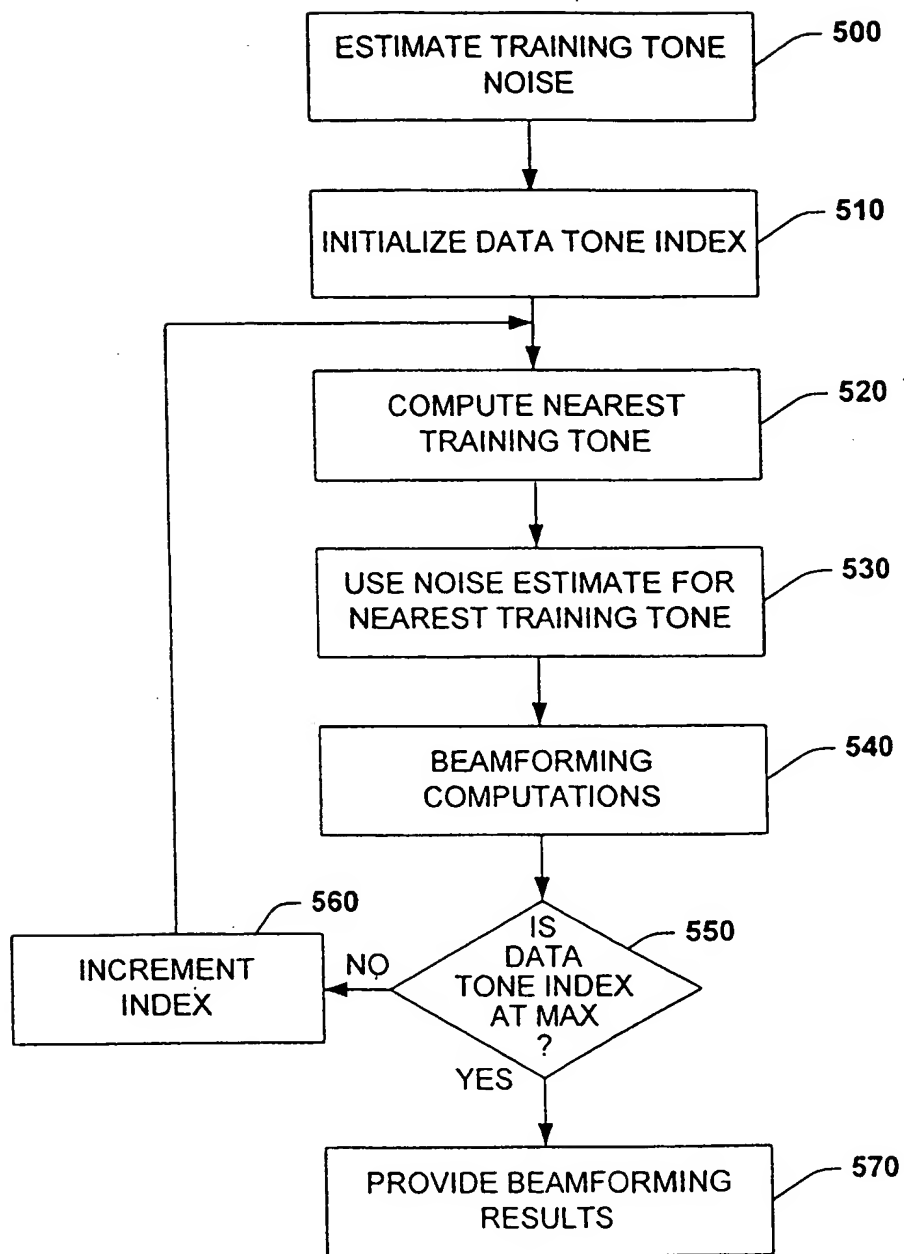 ESTIMATE TRAINING TONE
NOISE
500
INITIALIZE DATA TONE INDEX
510
COMPUTE NEAREST
TRAINING TONE
520
USE NOISE ESTIMATE FOR
NEAREST TRAINING TONE
530
BEAMFORMING
COMPUTATIONS
540
IS
DATA
TONE INDEX
AT MAX
?
550
NO
560
INCREMENT
INDEX
YES
PROVIDE BEAMFORMING
RESULTS
570